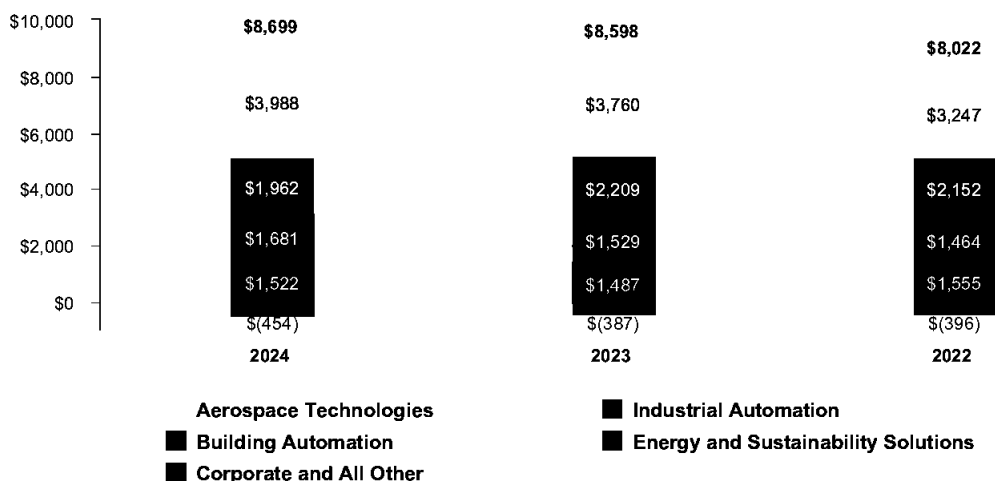 $10,000
$8,699 $8,598 $8,022
$8,000
$3,988 $3,760 $3,247
$6,000
$4,000
$1,962 $2,209 $2,152
$2,000
$1,681 $1,529 $1,464
$1,522 $1,487 $1,555
$0
$(454) $(387) $(396)
2024 2023 2022
Aerospace Technologies Industrial Automation
Building Automation Energy and Sustainability Solutions
Corporate and All Other